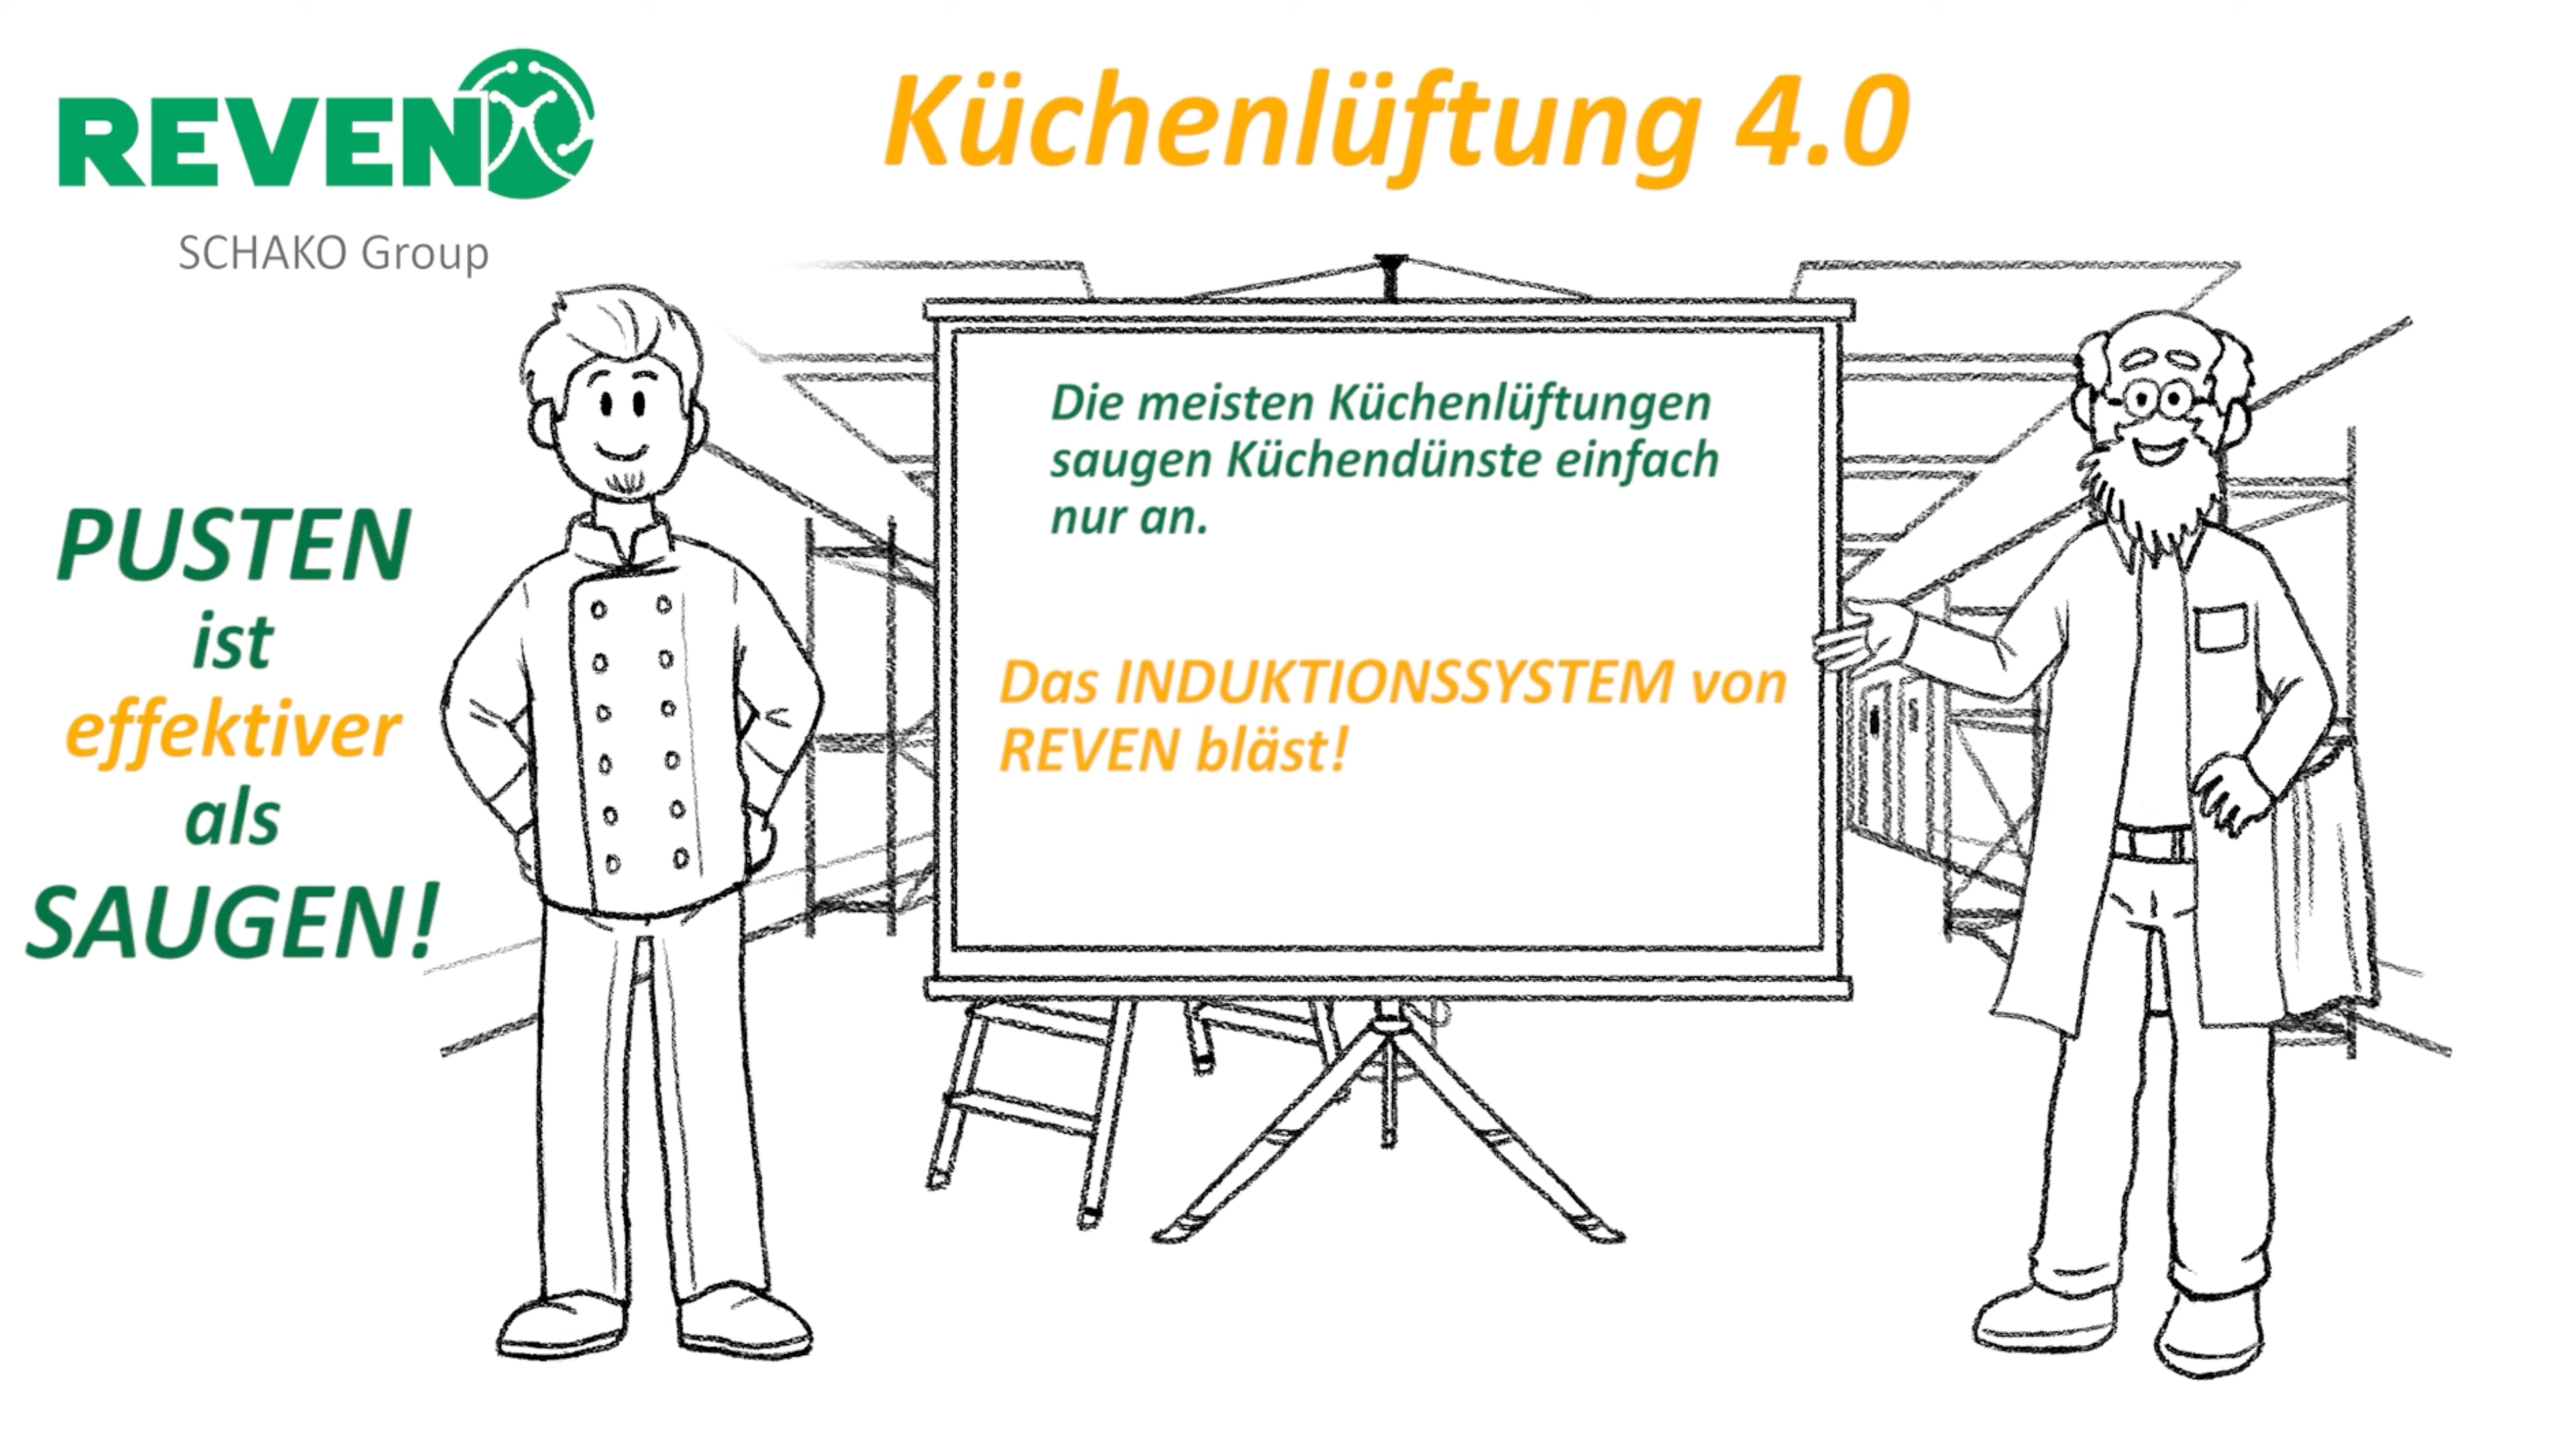 REVEN
SCHAKO Group
Küchenlüftung 4.0
PUSTEN
ist
effektiver
als
SAUGEN!
Die meisten Küchenlüftungen
saugen Küchendünste einfach
nur an.
Das INDUKTIONSSYSTEM von
REVEN bläst!